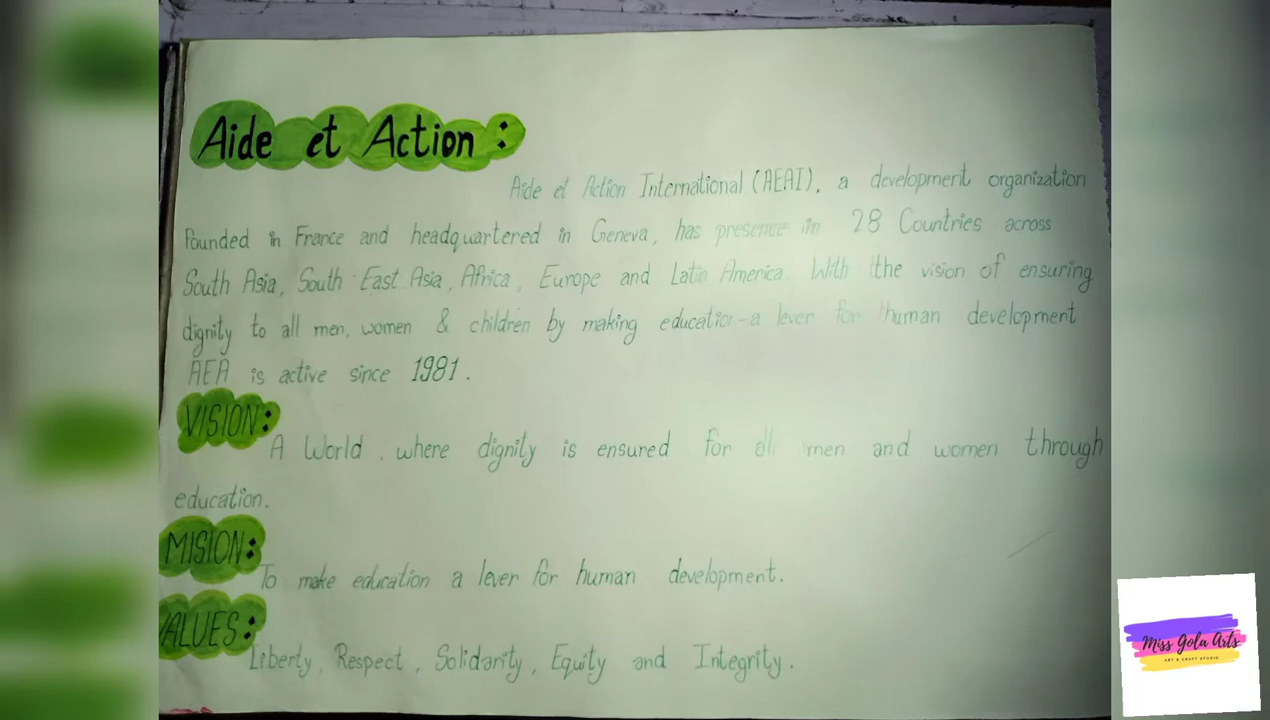 Aide et Action :
Aide et Action International (AEAI), a development organization
Founded in France and headquartered in Geneva, has presence in 28 Countries across
South Asia, South East Asia, Africa, Europe and Latin America. With the vision of ensuring
dignity to all men, women & children by making education-a lever for human development
AEA is active since 1981.
VISION:
A World, where dignity is ensured for all men and women through
education.
MISION:
To make education a lever for human development.
VALUES:
Liberty, Respect, Solidarity, Equity and Integrity.
Miss Gola Arts
ART & CRAFT STUDIO